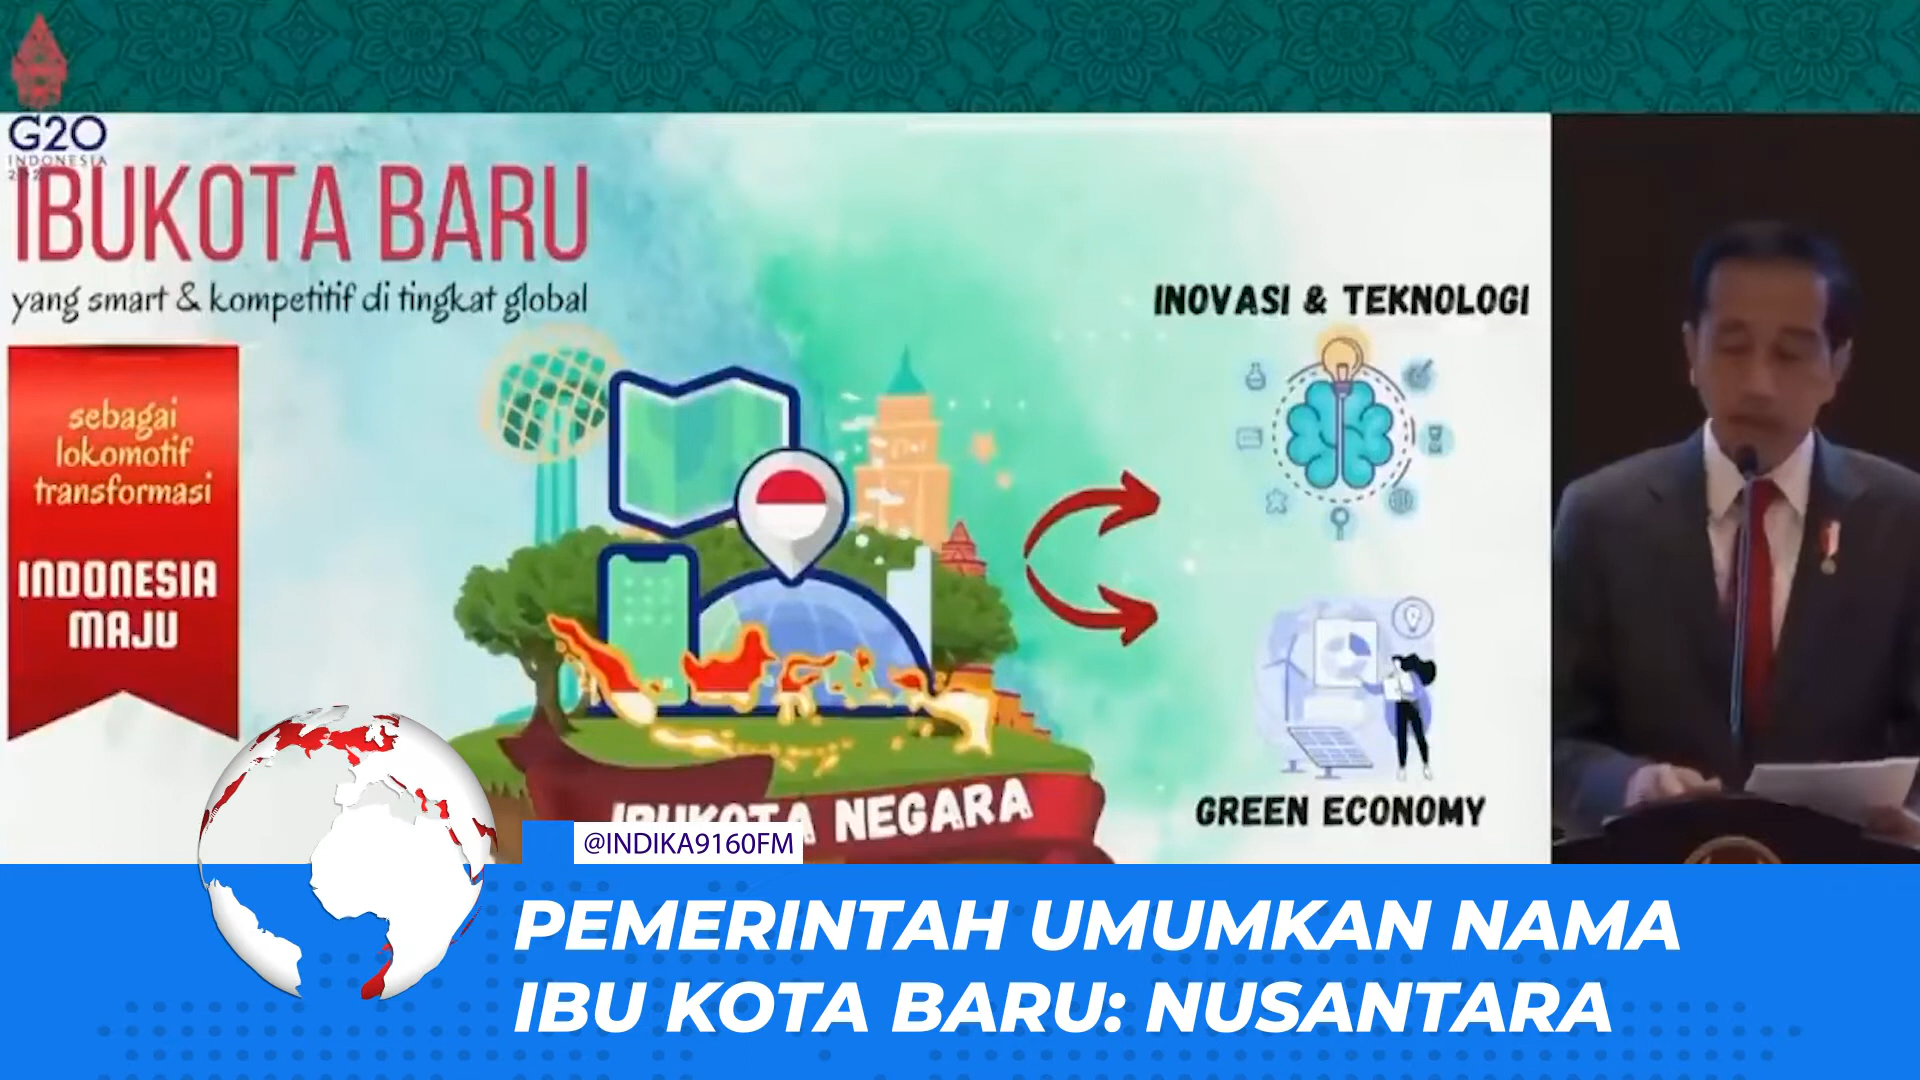 G20
INDONESIA
IBUKOTA BARU
yang smart & kompetitif di tingkat global
sebagai
lokomotif
transformasi
INDONESIA
MAJU
INOVASI & TEKNOLOGI
GREEN ECONOMY
IBUKOTA NEGARA
@INDIKA9160FM
PEMERINTAH UMUMKAN NAMA
IBU KOTA BARU: NUSANTARA